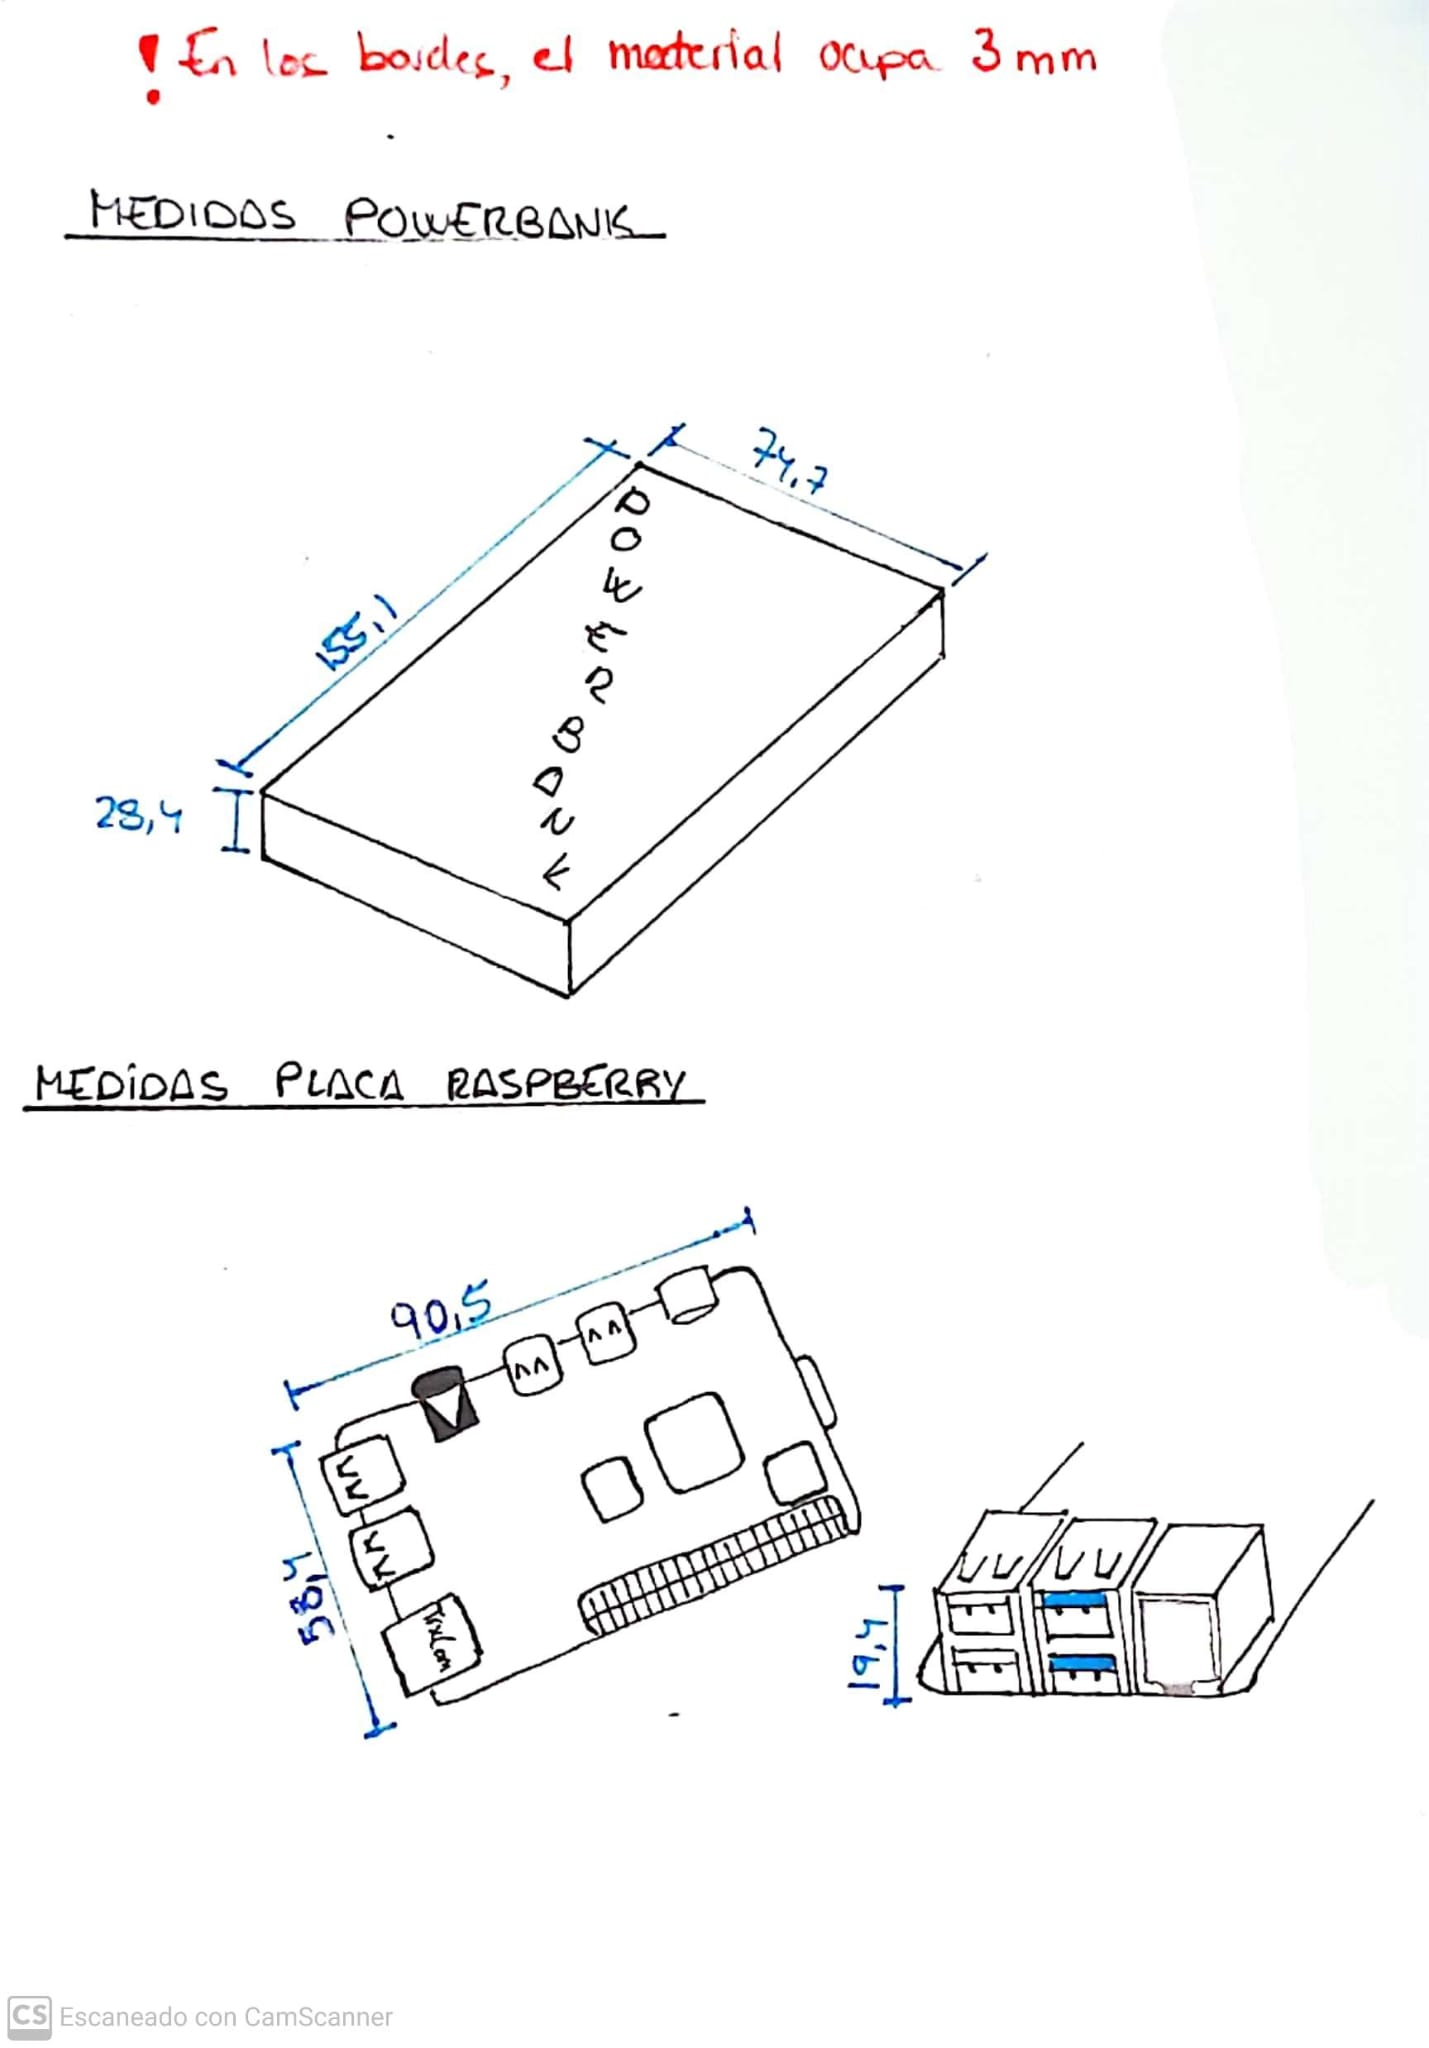 ! En los bordes, el material ocupa 3 mm
MEDIDAS POWERBANK
74,7
155,1
28,4
POWERBANK
MEDIDAS PLACA RASPBERRY
90,5
58,4
19,4
CS Escaneado con CamScanner